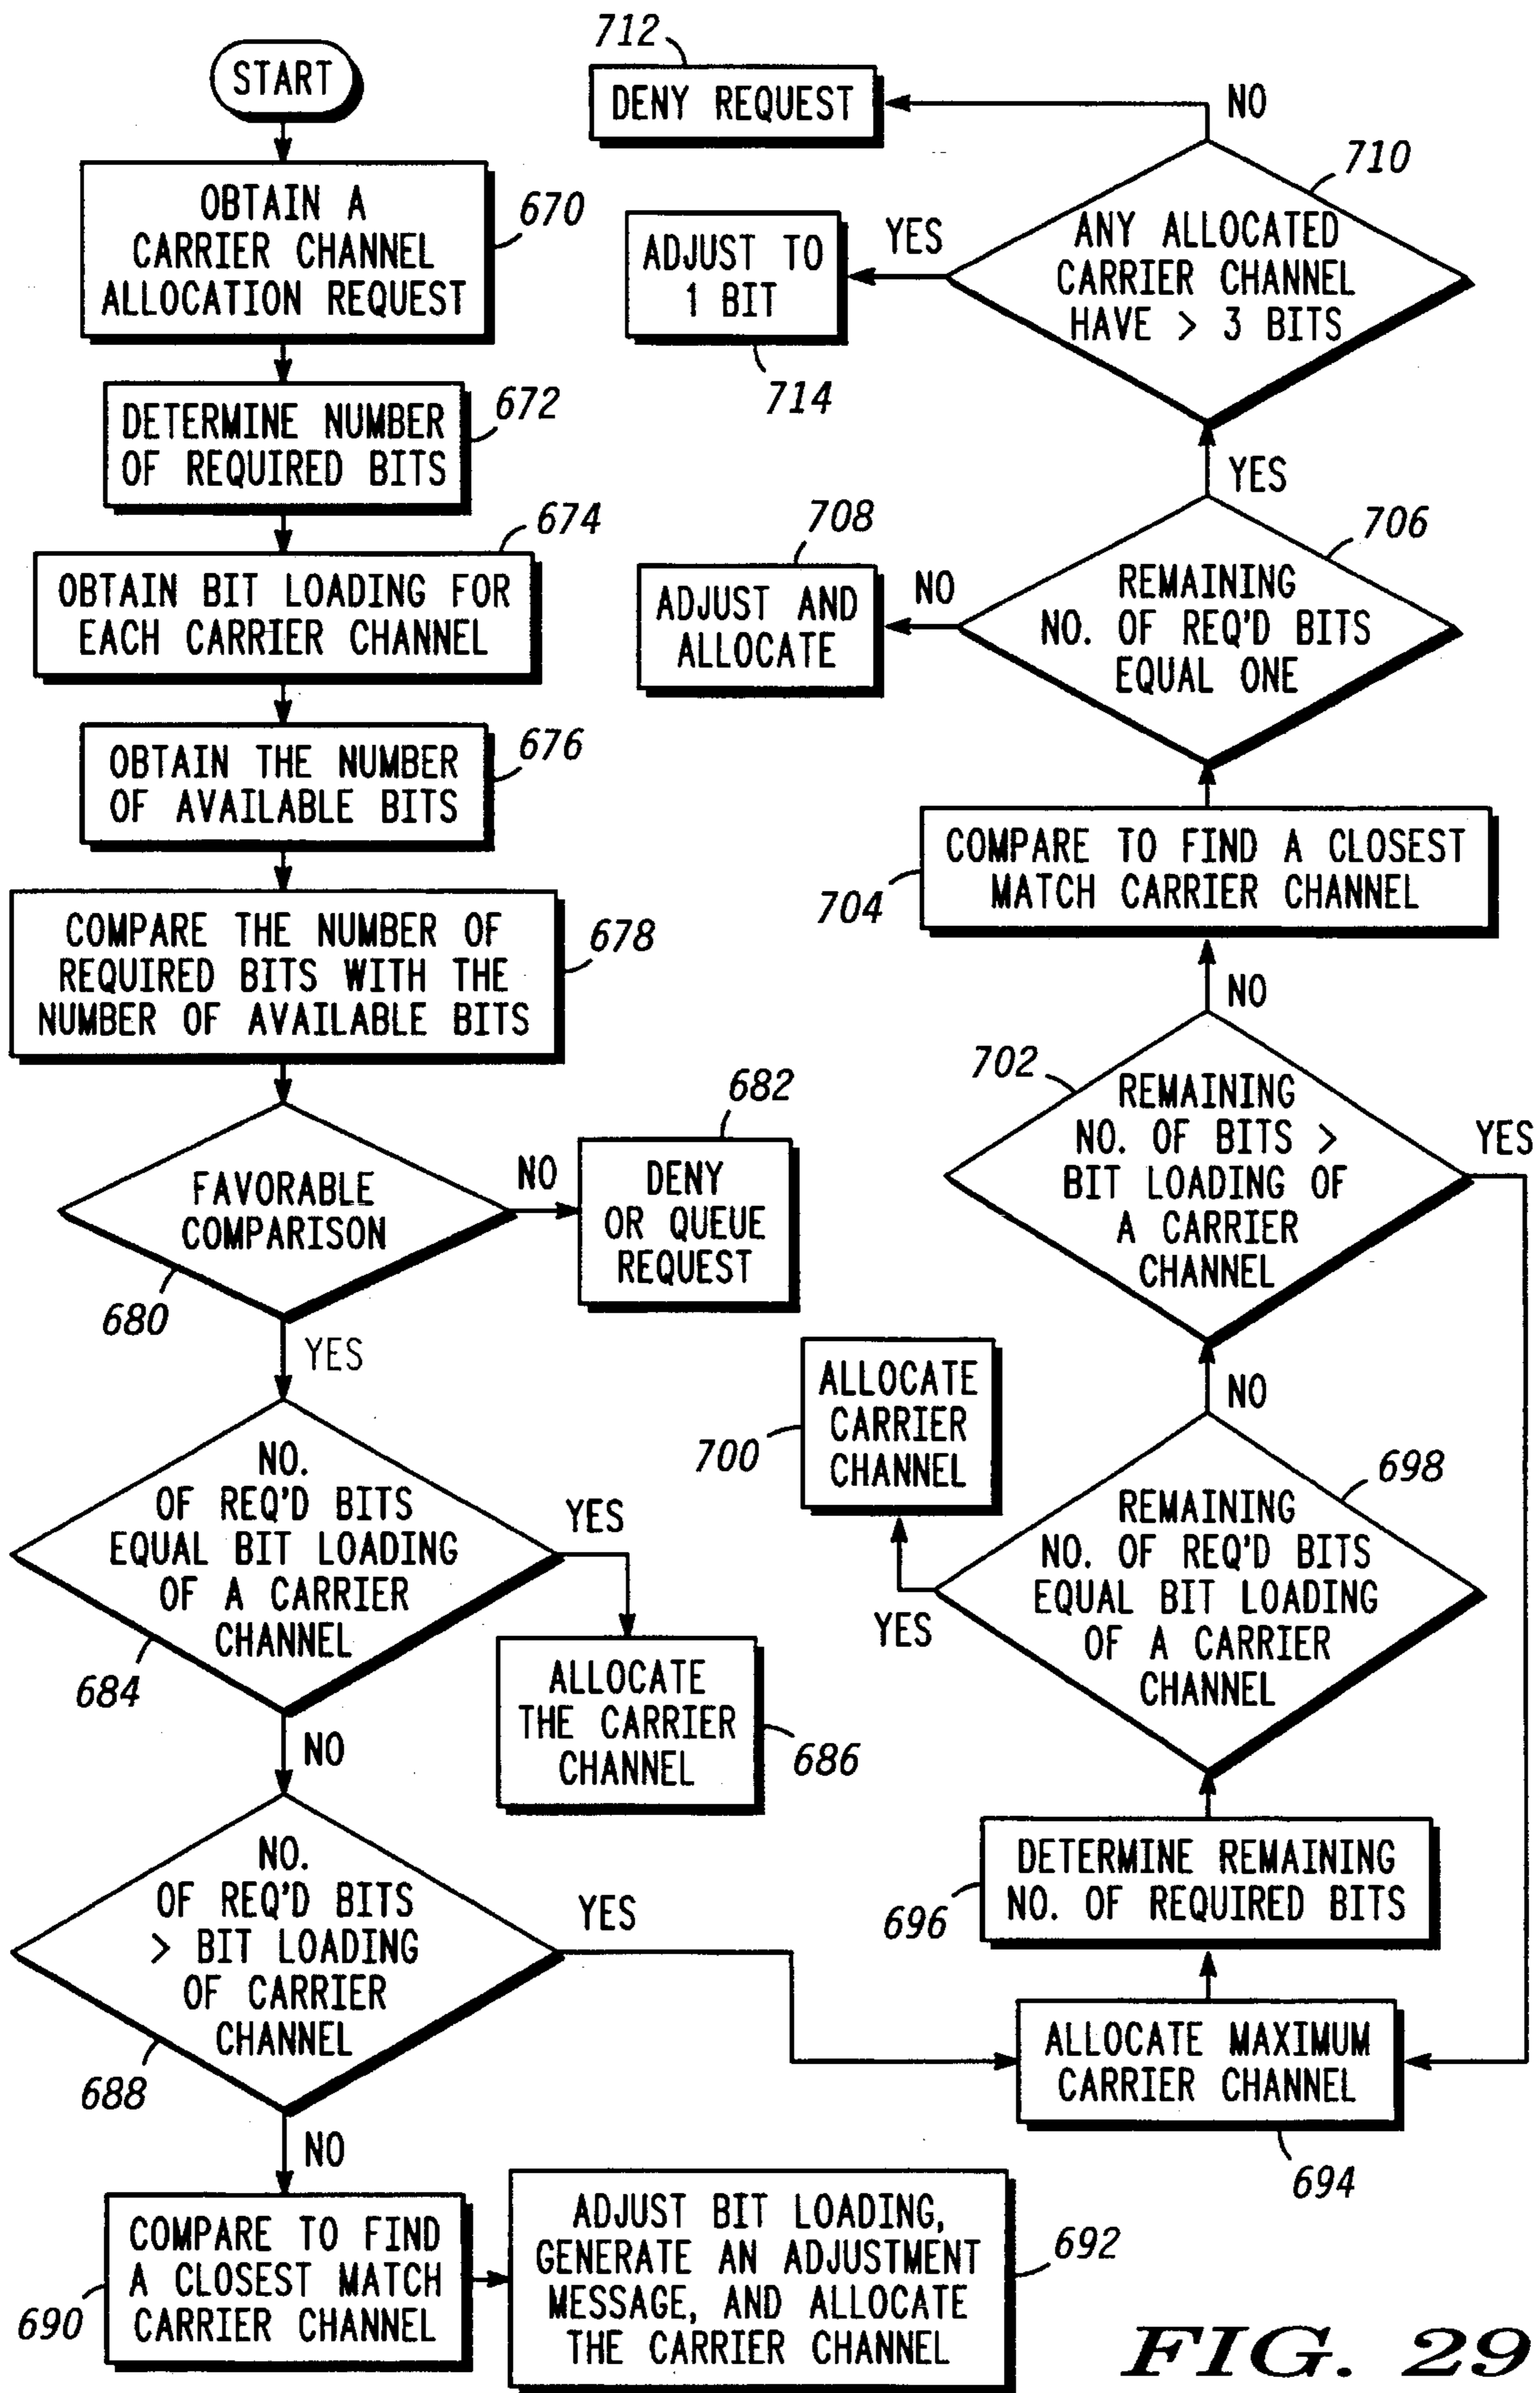 START
OBTAIN A
CARRIER CHANNEL
ALLOCATION REQUEST
670
DETERMINE NUMBER
OF REQUIRED BITS
672
OBTAIN BIT LOADING FOR
EACH CARRIER CHANNEL
674
OBTAIN THE NUMBER
OF AVAILABLE BITS
676
COMPARE THE NUMBER OF
REQUIRED BITS WITH THE
NUMBER OF AVAILABLE BITS
678
FAVORABLE
COMPARISON
680
NO
DENY
OR QUEUE
REQUEST
682
YES
NO.
OF REQ'D BITS
EQUAL BIT LOADING
OF A CARRIER
CHANNEL
684
YES
ALLOCATE
THE CARRIER
CHANNEL
686
NO
NO.
OF REQ'D BITS
> BIT LOADING
OF CARRIER
CHANNEL
688
YES
NO
COMPARE TO FIND
A CLOSEST MATCH
CARRIER CHANNEL
690
ADJUST BIT LOADING,
GENERATE AN ADJUSTMENT
MESSAGE, AND ALLOCATE
THE CARRIER CHANNEL
692
712
DENY REQUEST
NO
710
ANY ALLOCATED
CARRIER CHANNEL
HAVE > 3 BITS
YES
ADJUST TO
1 BIT
714
YES
706
REMAINING
NO. OF REQ'D BITS
EQUAL ONE
NO
708
ADJUST AND
ALLOCATE
COMPARE TO FIND A CLOSEST
MATCH CARRIER CHANNEL
704
NO
702
REMAINING
NO. OF BITS >
BIT LOADING OF
A CARRIER
CHANNEL
YES
NO
ALLOCATE
CARRIER
CHANNEL
700
698
REMAINING
NO. OF REQ'D BITS
EQUAL BIT LOADING
OF A CARRIER
CHANNEL
YES
DETERMINE REMAINING
NO. OF REQUIRED BITS
696
ALLOCATE MAXIMUM
CARRIER CHANNEL
694
FIG. 29